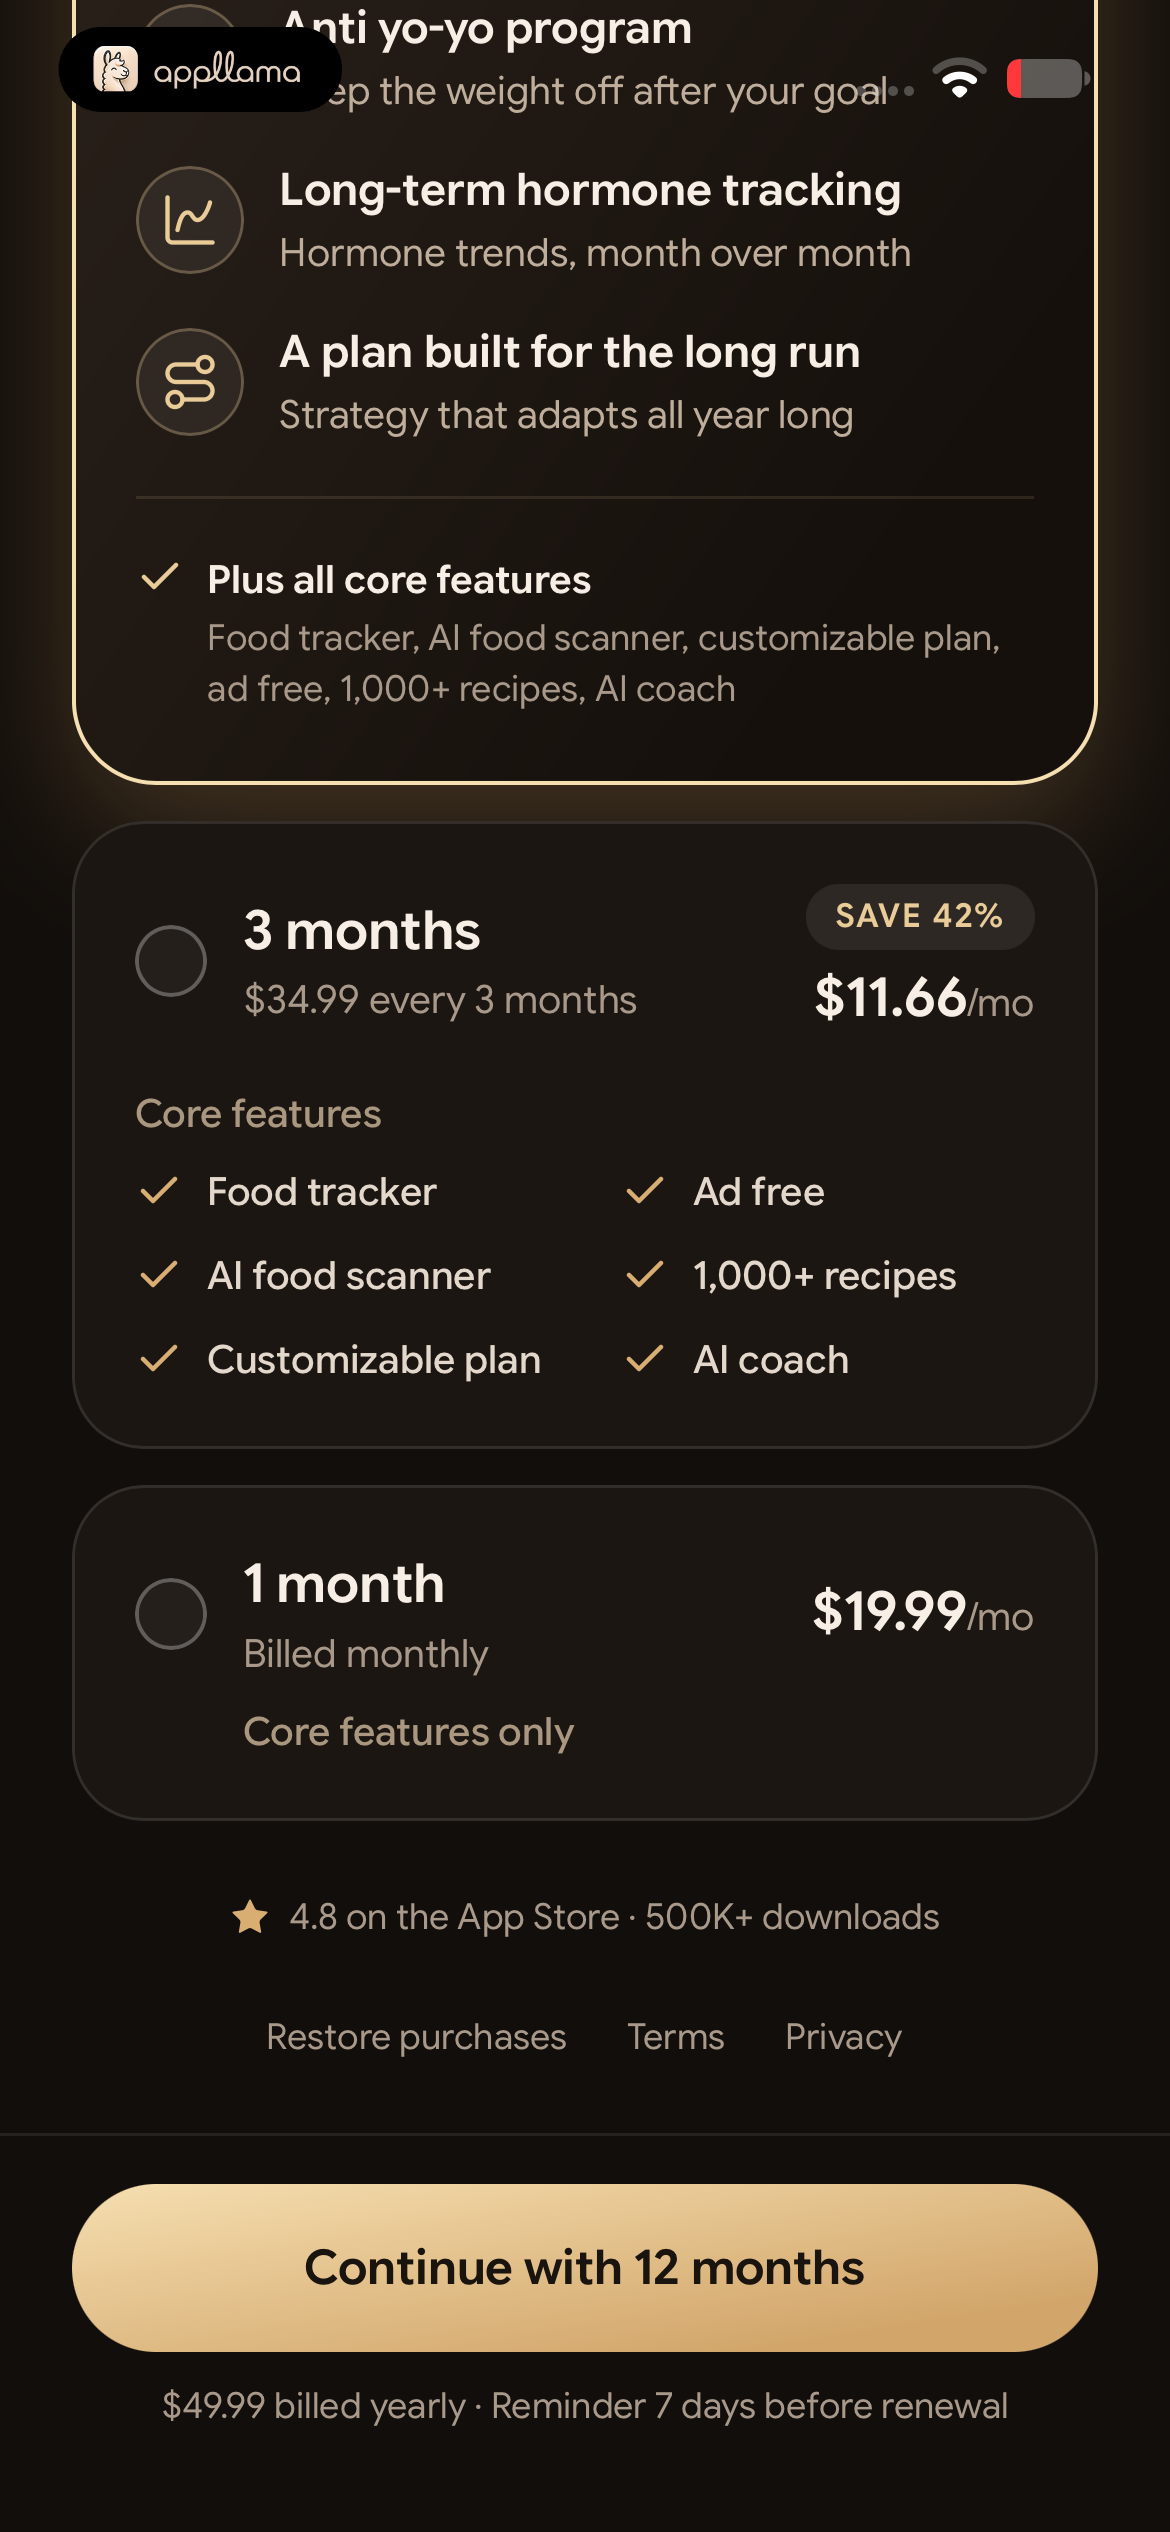 Anti yo-yo program
appllama
ep the weight off after your goal
Long-term hormone tracking
Hormone trends, month over month
A plan built for the long run
Strategy that adapts all year long
Plus all core features
Food tracker, AI food scanner, customizable plan,
ad free, 1,000+ recipes, AI coach
SAVE 42%
3 months
$34.99 every 3 months
$11.66/mo
Core features
Food tracker
Ad free
AI food scanner
1,000+ recipes
Customizable plan
AI coach
1 month
$19.99/mo
Billed monthly
Core features only
4.8 on the App Store · 500K+ downloads
Restore purchases
Terms
Privacy
Continue with 12 months
$49.99 billed yearly · Reminder 7 days before renewal